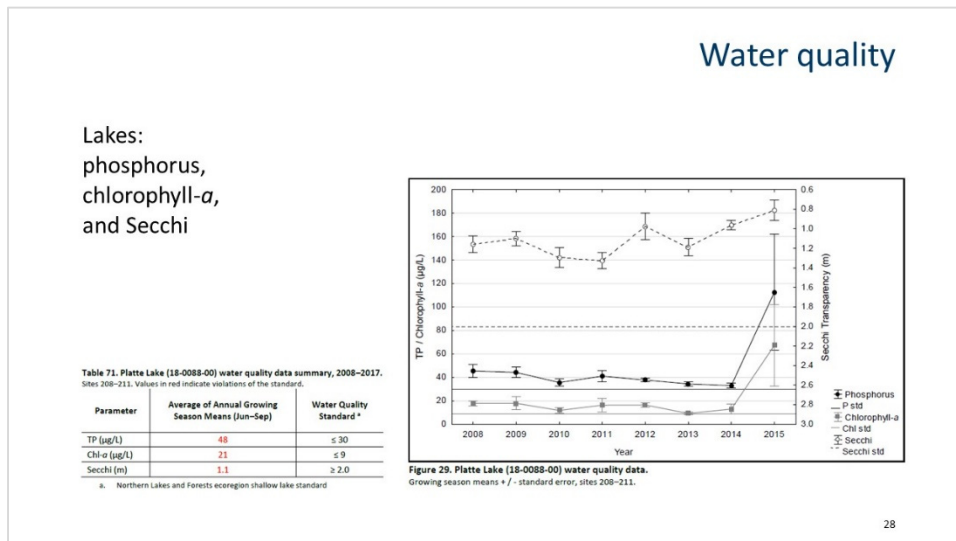 Water quality
Lakes:
phosphorus,
chlorophyll-a,
and Secchi
Table 71. Platte Lake (18-0088-00) water quality data summary, 2008–2017.
Sites 208–211. Values in red indicate violations of the standard.
Parameter
Average of Annual Growing
Season Means (Jun–Sep)
Water Quality
Standard a
TP (µg/L) 48 ≤ 30
Chl-a (µg/L) 21 ≤ 9
Secchi (m) 1.1 ≥ 2.0
a. Northern Lakes and Forests ecoregion shallow lake standard
TP / Chlorophyll-a (µg/L)
200
180
160
140
120
100
80
60
40
20
0
0.6
0.8
1.0
1.2
1.4
1.6
1.8
2.0
2.2
2.4
2.6
2.8
3.0
Secchi Transparency (m)
2008 2009 2010 2011 2012 2013 2014 2015
Year
Phosphorus
P std
Chlorophyll-a
Chl std
Secchi
Secchi std
Figure 29. Platte Lake (18-0088-00) water quality data.
Growing season means + / - standard error, sites 208–211.
28